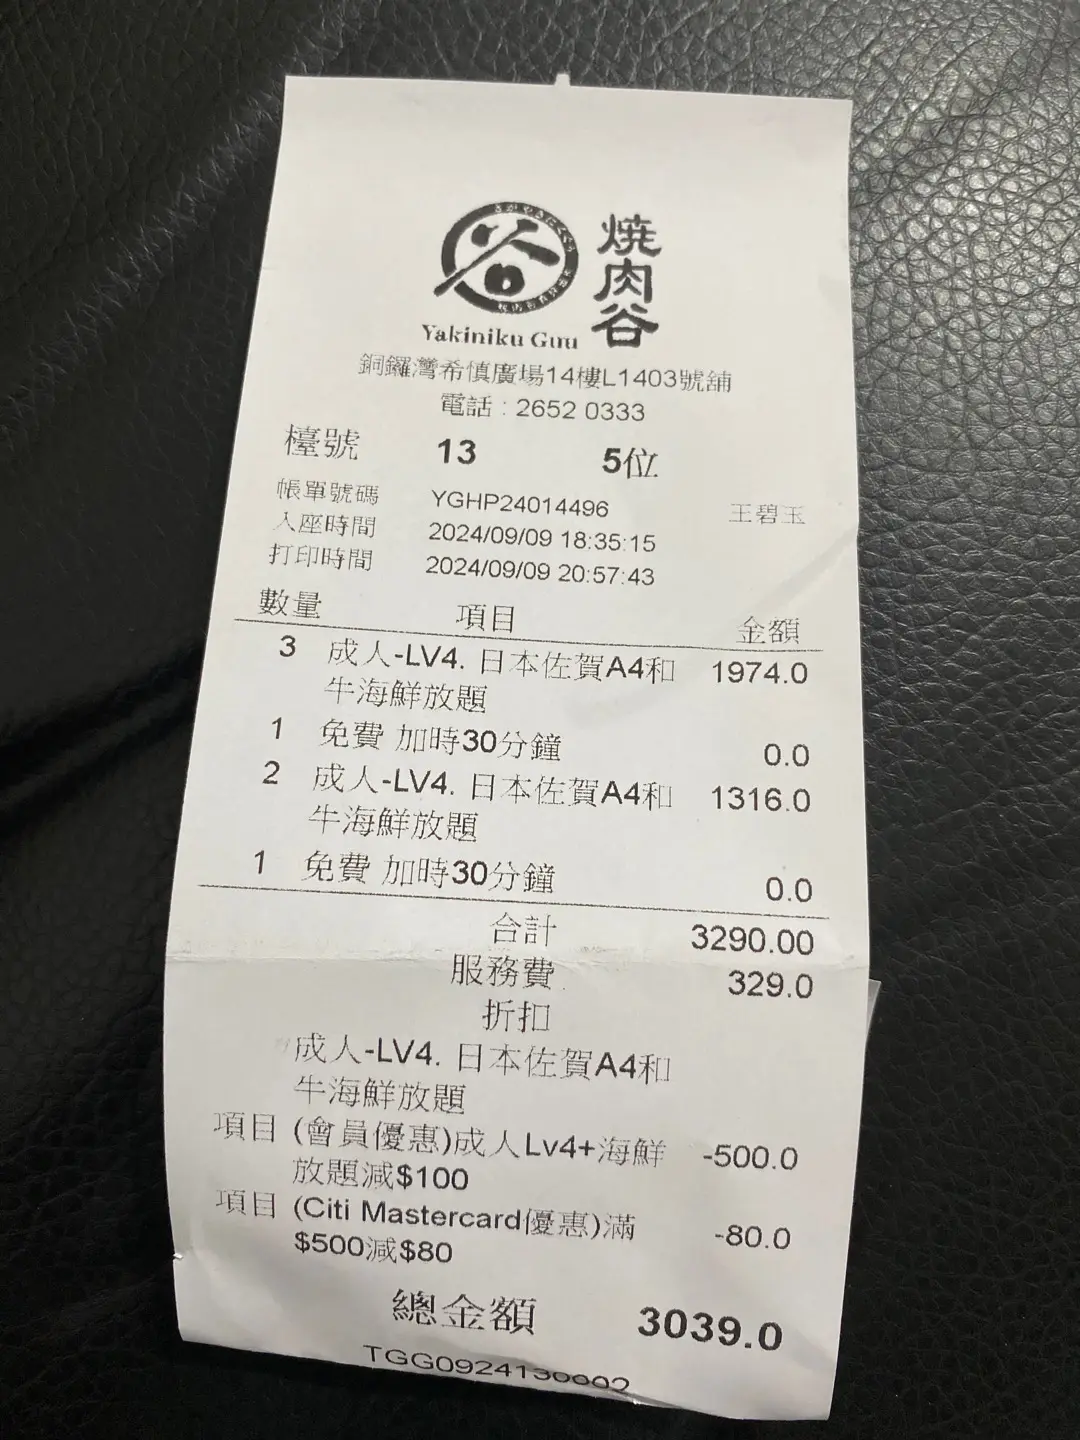 谷
焼肉谷
Yakiniku Guu
銅鑼灣希慎廣場14樓L1403號舖
電話 : 2652 0333
檯號 13 5位
帳單號碼 YGHP24014496 王碧玉
入座時間 2024/09/09 18:35:15
打印時間 2024/09/09 20:57:43
數量 項目 金額
3 成人-LV4. 日本佐賀A4和 1974.0
牛海鮮放題
1 免費 加時30分鐘 0.0
2 成人-LV4. 日本佐賀A4和 1316.0
牛海鮮放題
1 免費 加時30分鐘 0.0
合計 3290.00
服務費 329.0
折扣
成人-LV4. 日本佐賀A4和
牛海鮮放題
項目 (會員優惠)成人Lv4+海鮮 -500.0
放題減$100
項目 (Citi Mastercard優惠)滿 -80.0
$500減$80
總金額 3039.0
TGG0924130002